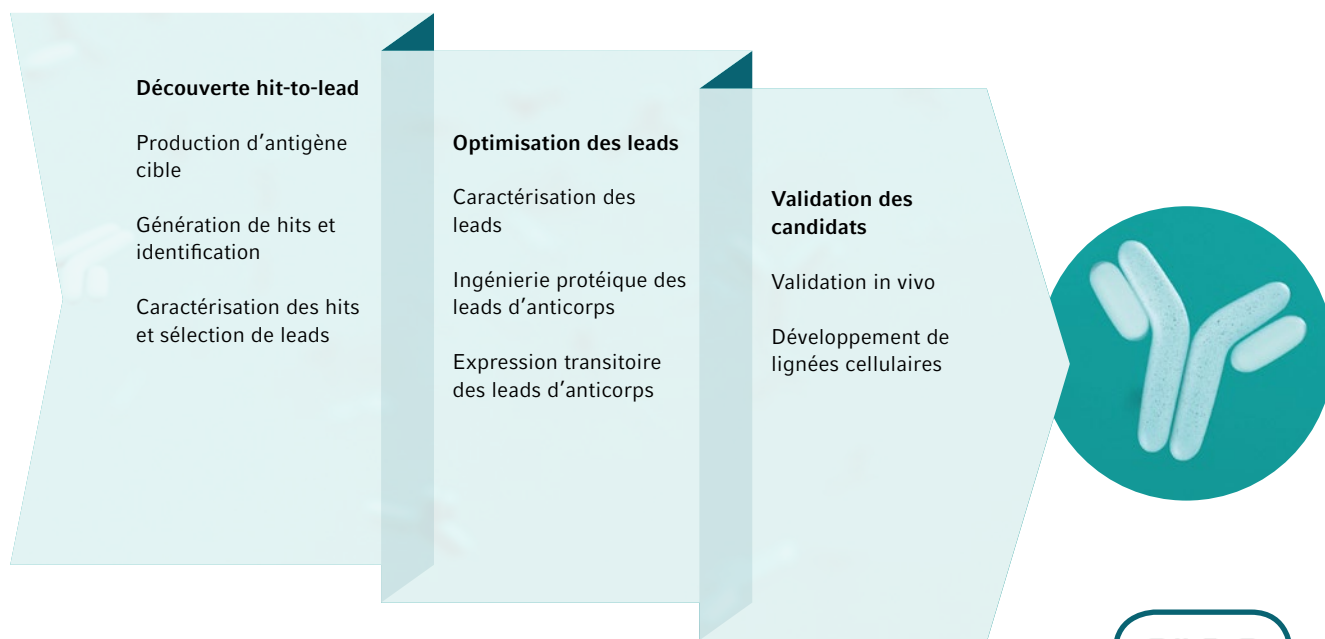 Découverte hit-to-lead
Production d’antigène
cible
Génération de hits et
identification
Caractérisation des hits
et sélection de leads
Optimisation des leads
Caractérisation des
leads
Ingénierie protéique des
leads d’anticorps
Expression transitoire
des leads d’anticorps
Validation des
candidats
Validation in vivo
Développement de
lignées cellulaires